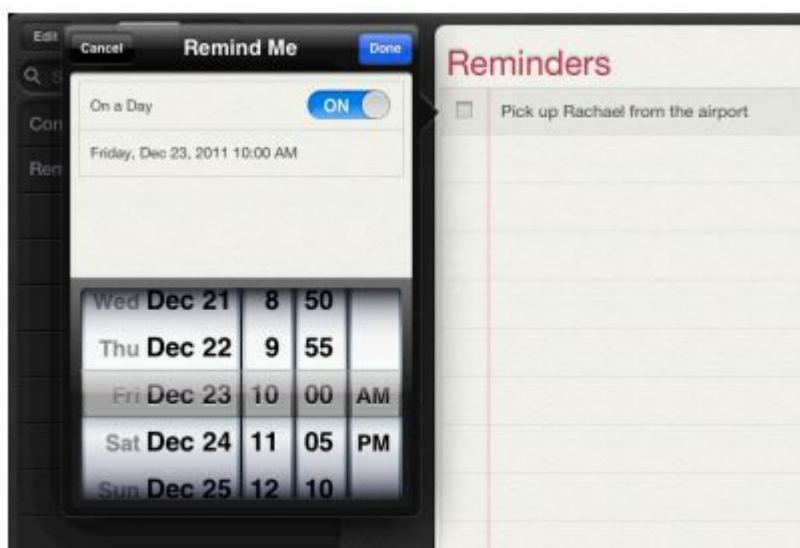 Edit
Cancel Remind Me Done
Reminders
On a Day ON
Pick up Rachael from the airport
Friday, Dec 23, 2011 10:00 AM
Wed Dec 21 8 50
Thu Dec 22 9 55
Fri Dec 23 10 00 AM
Sat Dec 24 11 05 PM
Sun Dec 25 12 10